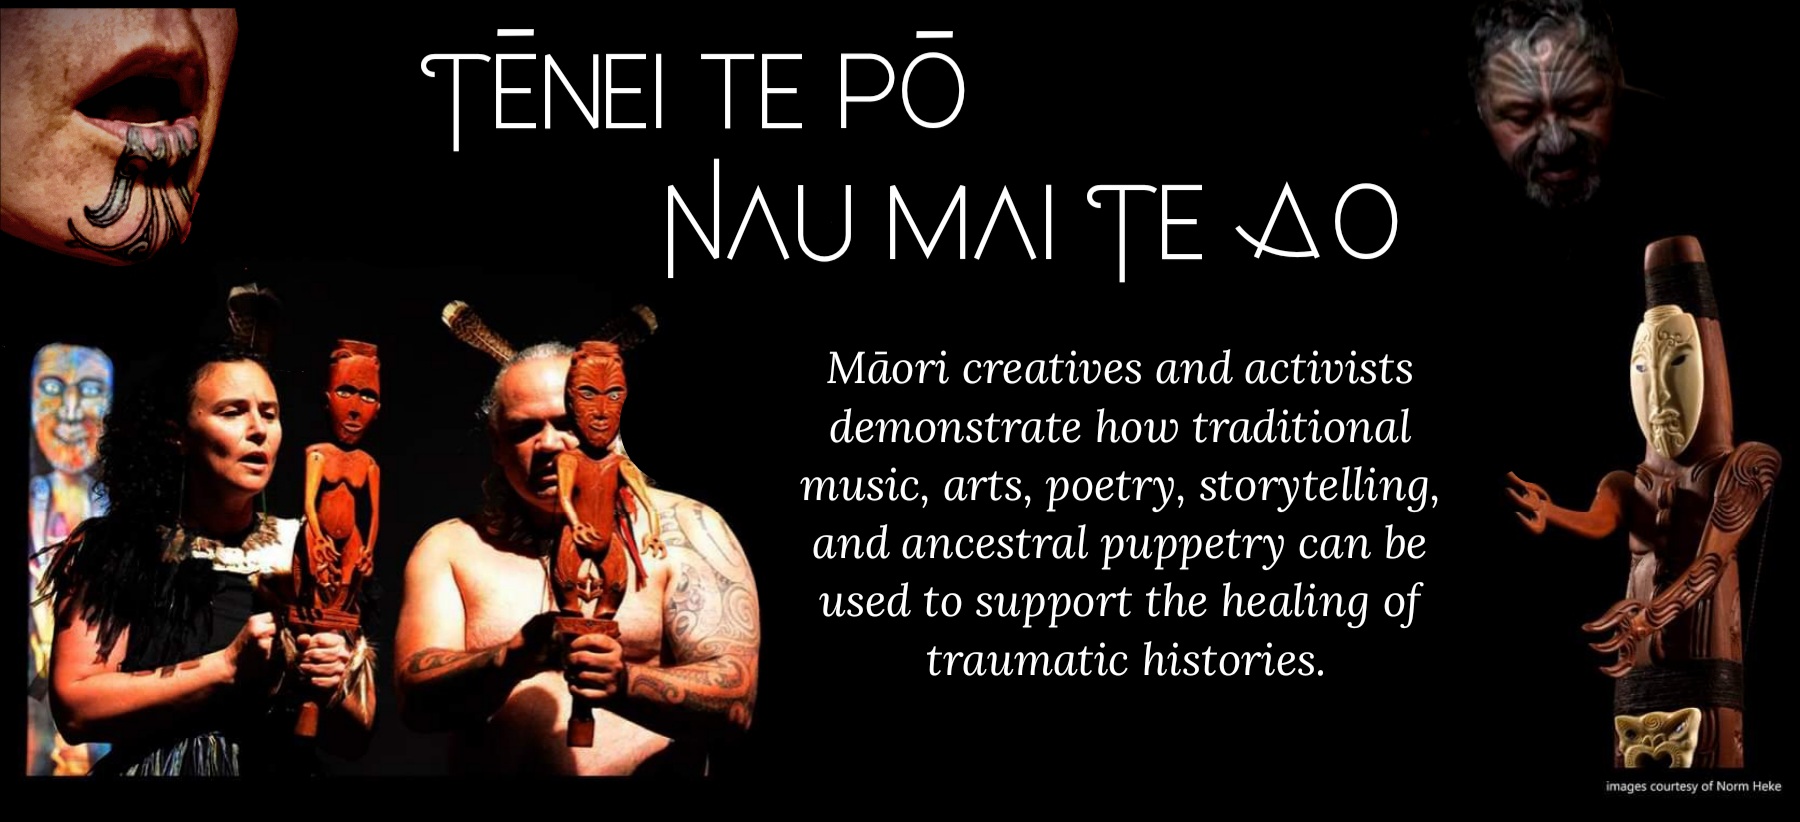 TĒNEI TE PŌ
NAU MAI TE AO
Māori creatives and activists
demonstrate how traditional
music, arts, poetry, storytelling,
and ancestral puppetry can be
used to support the healing of
traumatic histories.
images courtesy of Norm Heke